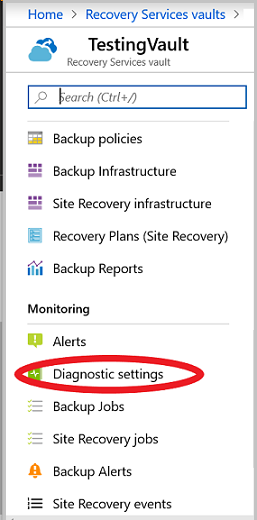 Home > Recovery Services vaults >
TestingVault
Recovery Services vault
Search (Ctrl+/)
Backup policies
Backup Infrastructure
Site Recovery infrastructure
Recovery Plans (Site Recovery)
Backup Reports
Monitoring
Alerts
Diagnostic settings
Backup Jobs
Site Recovery jobs
Backup Alerts
Site Recovery events